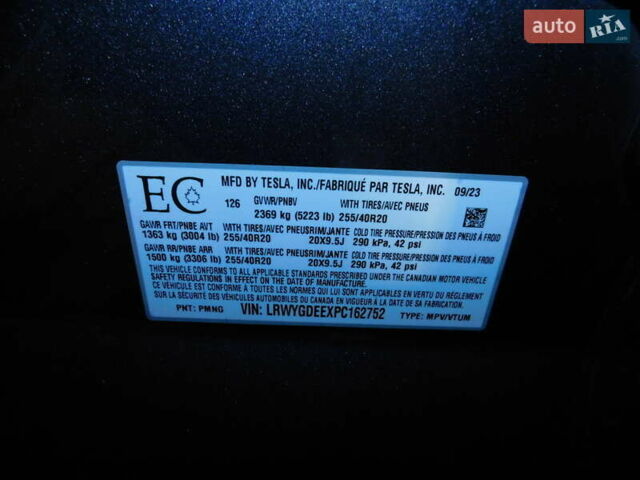 auto RIA.com
EC
MFD BY TESLA, INC./FABRIQUÉ PAR TESLA, INC. 09/23
126 GVWR/PNBV WITH TIRES/AVEC PNEUS
2369 kg (5223 lb) 255/40R20
GAWR FRT/PNBE AVT WITH TIRES/AVEC PNEUS RIM/JANTE COLD TIRE PRESSURE/PRESSION DES PNEUS À FROID
1363 kg (3004 lb) 255/40R20 20X9.5J 290 kPa, 42 psi
GAWR RR/PNBE ARR WITH TIRES/AVEC PNEUS RIM/JANTE COLD TIRE PRESSURE/PRESSION DES PNEUS À FROID
1500 kg (3306 lb) 255/40R20 20X9.5J 290 kPa, 42 psi
THIS VEHICLE CONFORMS TO ALL APPLICABLE STANDARDS PRESCRIBED UNDER THE CANADIAN MOTOR VEHICLE
SAFETY REGULATIONS IN EFFECT ON THE DATE OF MANUFACTURE.
CE VÉHICULE EST CONFORME À TOUTES LES NORMES QUI LUI SONT APPLICABLES EN VERTU DU RÈGLEMENT
SUR LA SÉCURITÉ DES VÉHICULES AUTOMOBILES DU CANADA EN VIGUEUR À LA DATE DE SA FABRICATION.
PNT: PMNG VIN: LRWYGDEEXPC162752 TYPE: MPV/VTUM